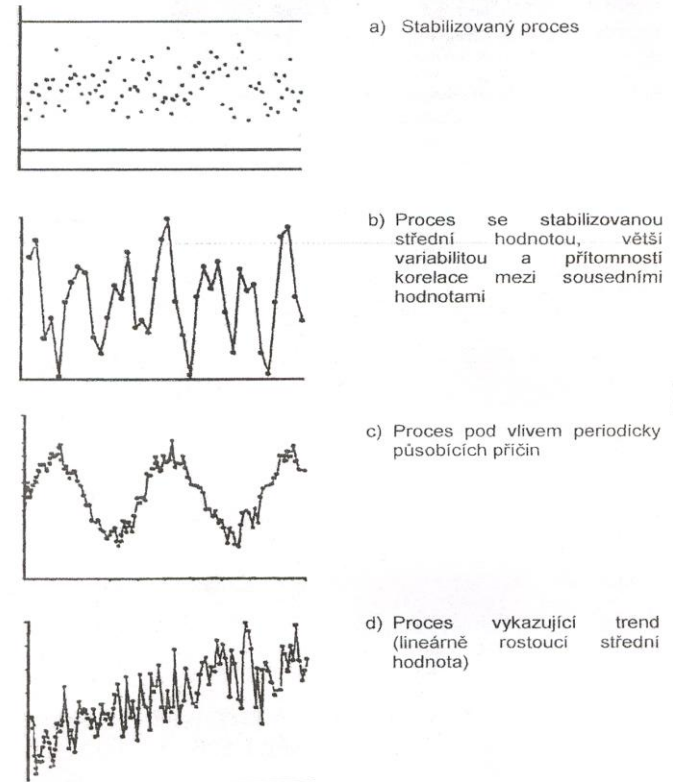 a) Stabilizovaný proces
b) Proces se stabilizovanou
střední hodnotou, větší
variabilitou a přítomností
korelace mezi sousedními
hodnotami
c) Proces pod vlivem periodicky
působících příčin
d) Proces vykazující trend
(lineárně rostoucí střední
hodnota)